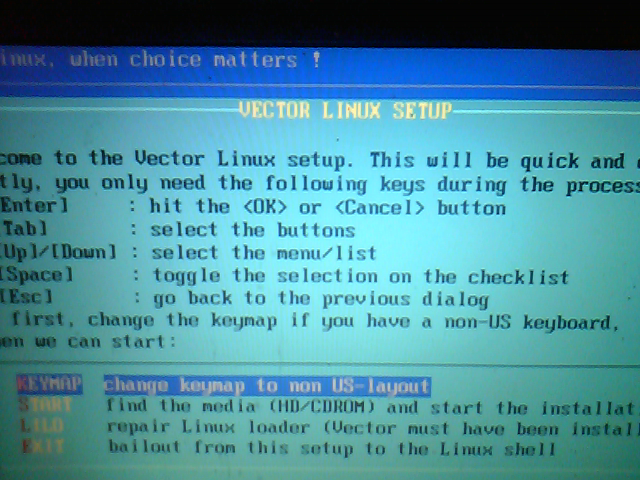 inux, when choice matters !
VECTOR LINUX SETUP
come to the Vector Linux setup. This will be quick and
tly, you only need the following keys during the process
Enter] : hit the <OK> or <Cancel> button
Tab] : select the buttons
[Up]/[Down] : select the menu/list
[Space] : toggle the selection on the checklist
[Esc] : go back to the previous dialog
first, change the keymap if you have a non-US keyboard,
en we can start:
KEYMAP change keymap to non US-layout
START find the media (HD/CDROM) and start the installat
LILO repair Linux loader (Vector must have been instal
EXIT bailout from this setup to the Linux shell